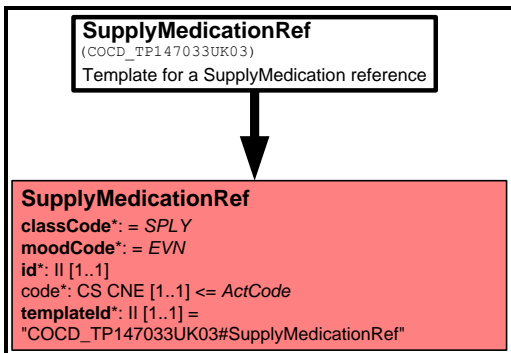 SupplyMedicationRef
(COCD_TP147033UK03)
Template for a SupplyMedication reference
SupplyMedicationRef
classCode*: = SPLY
moodCode*: = EVN
id*: II [1..1]
code*: CS CNE [1..1] <= ActCode
templateId*: II [1..1] =
"COCD_TP147033UK03#SupplyMedicationRef"